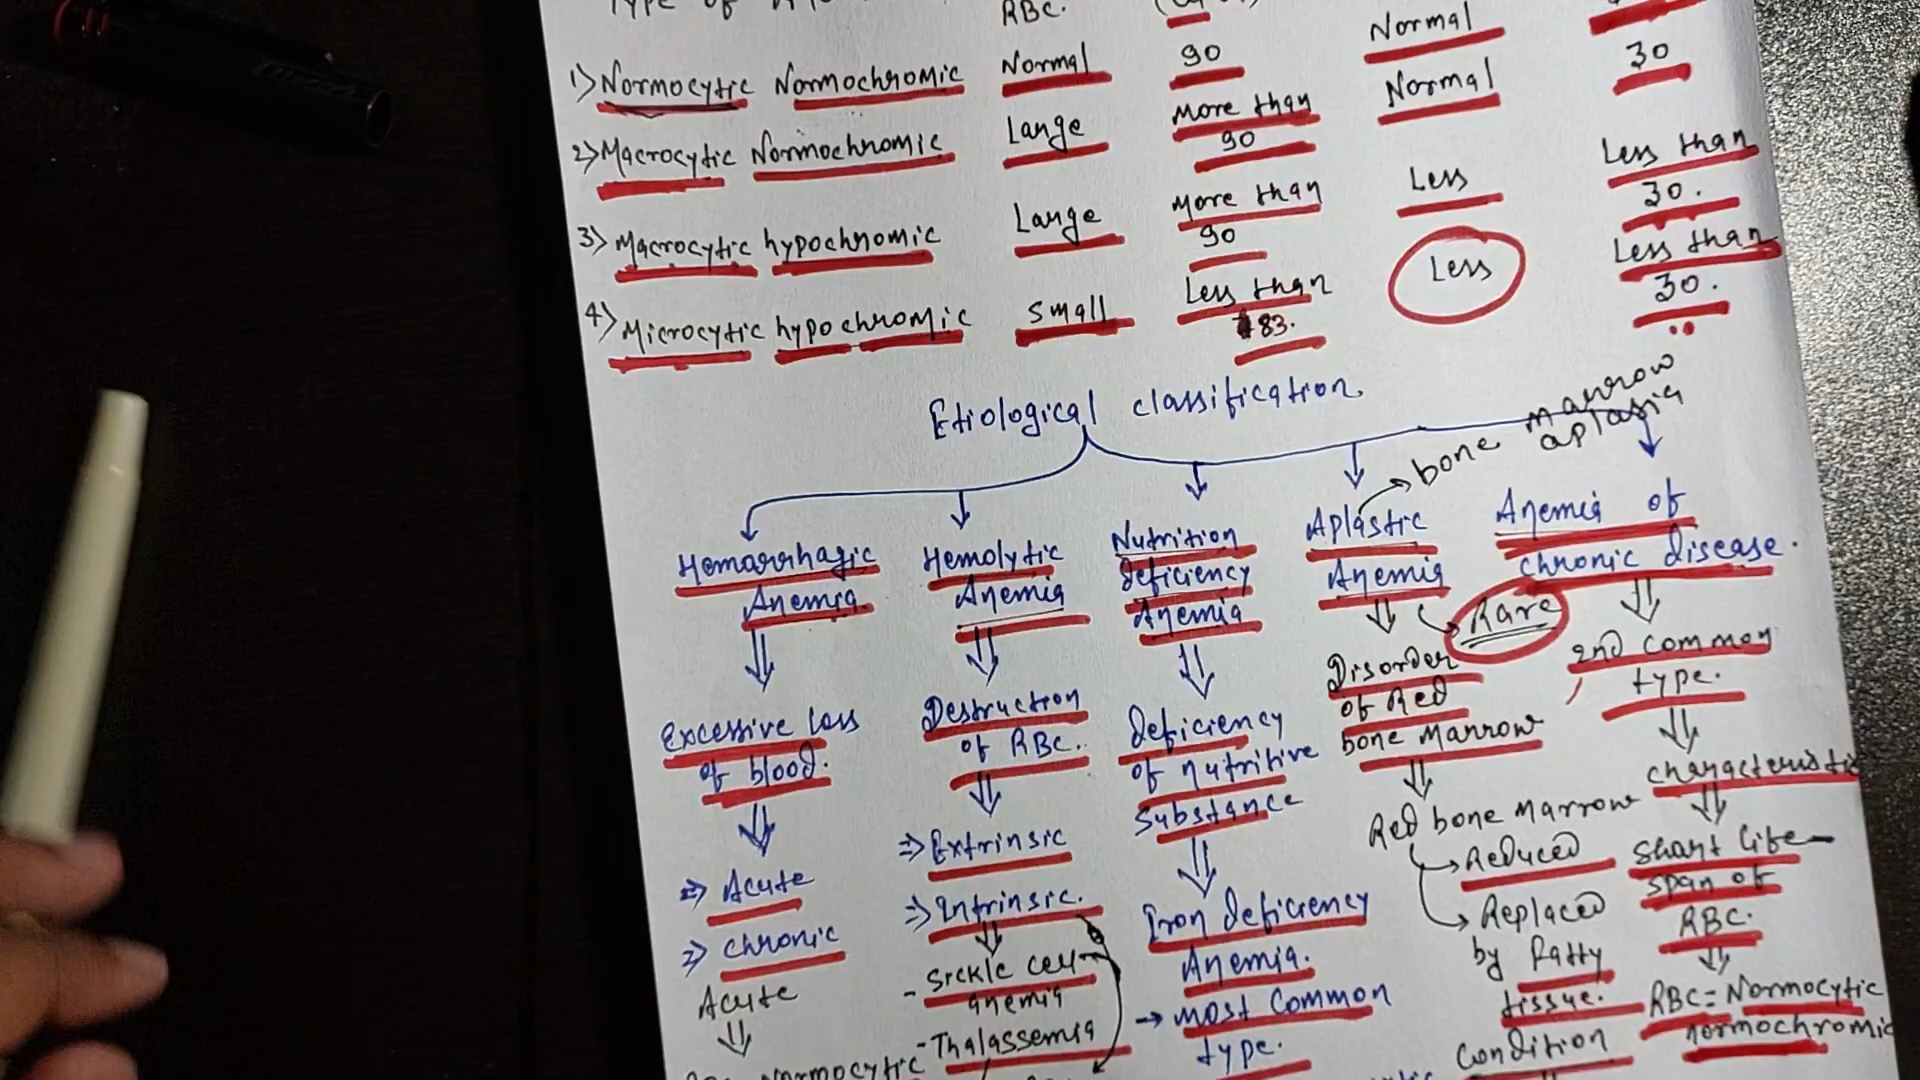 Type of
RBC.
1) Normocytic Normochromic Normal 90 Normal 30
2) Macrocytic Normochromic Large More than 90 Normal
3) Macrocytic hypochromic Large More than 90 Less Less than 30.
4) Microcytic hypochromic Small Less than 83. Less Less than 30.
Etiological classification
bone marrow
aplasia
Hemorrhagic
Anemia
Excessive loss
of blood.
⇒ Acute
⇒ chronic
Acute
Normocytic
Hemolytic
Anemia
Destruction
of RBC.
⇒ Extrinsic
⇒ Intrinsic.
- Sickle cell
anemia
- Thalassemia
Nutrition
deficiency
Anemia
deficiency
of nutritive
Substance
Iron deficiency
Anemia.
→ most Common
type.
Aplastic
Anemia
Rare
Disorder
of Red
bone Marrow
Red bone marrow
→ Reduced
→ Replaced
by Fatty
tissue.
Condition
Anemia of
chronic disease.
2nd common
type.
characteristic
Short life-
span of
RBC.
RBC = Normocytic
normochromic